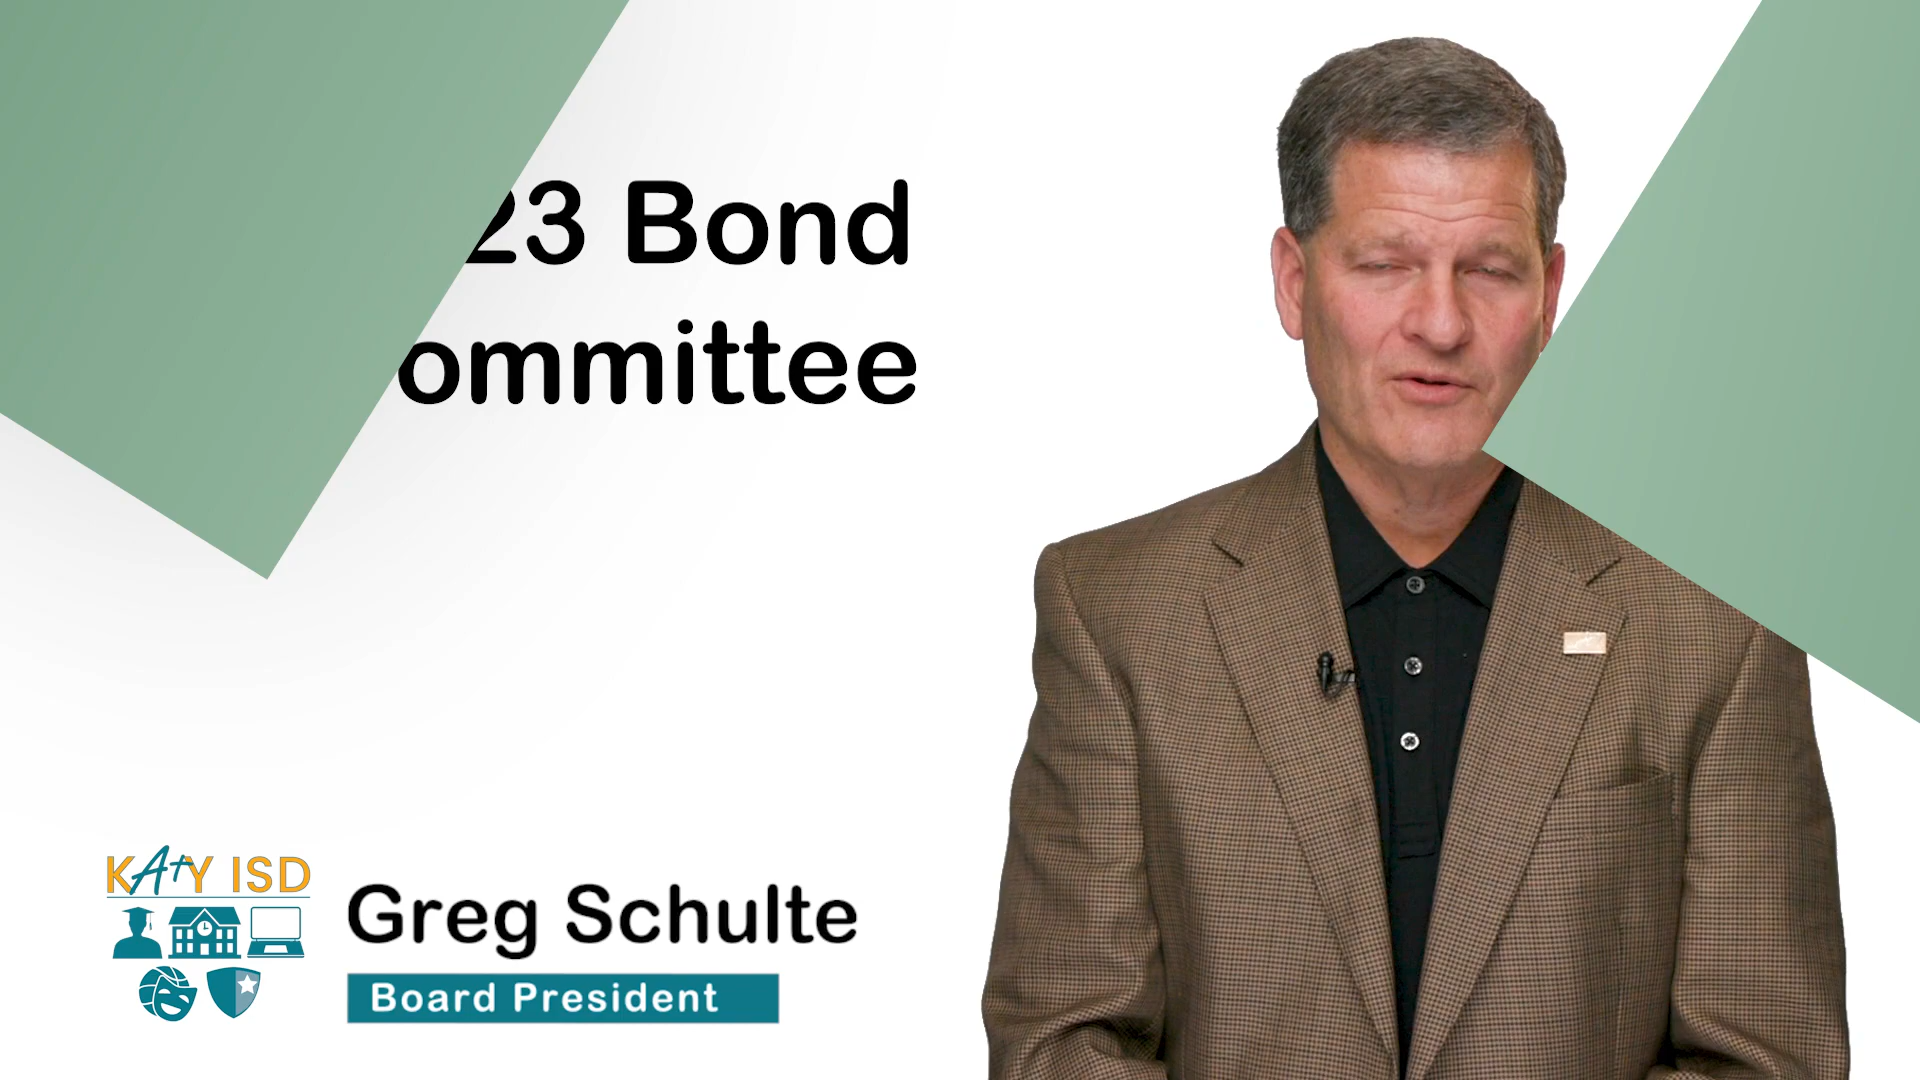 23 Bond
ommittee
KAtY ISD
Greg Schulte
Board President